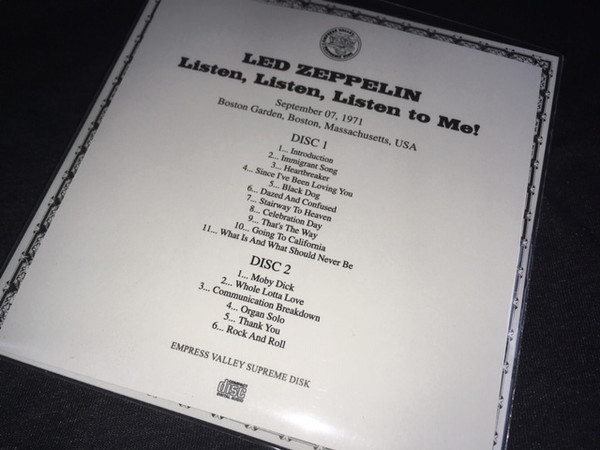 EMPRESS VALLEY
LED ZEPPELIN
Listen, Listen, Listen to Me!
September 07, 1971
Boston Garden, Boston, Massachusetts, USA
DISC 1
1... Introduction
2... Immigrant Song
3... Heartbreaker
4... Since I've Been Loving You
5... Black Dog
6... Dazed And Confused
7... Stairway To Heaven
8... Celebration Day
9... That's The Way
10... Going To California
11... What Is And What Should Never Be
DISC 2
1... Moby Dick
2... Whole Lotta Love
3... Communication Breakdown
4... Organ Solo
5... Thank You
6... Rock And Roll
EMPRESS VALLEY SUPREME DISK
disc
DIGITAL AUDIO